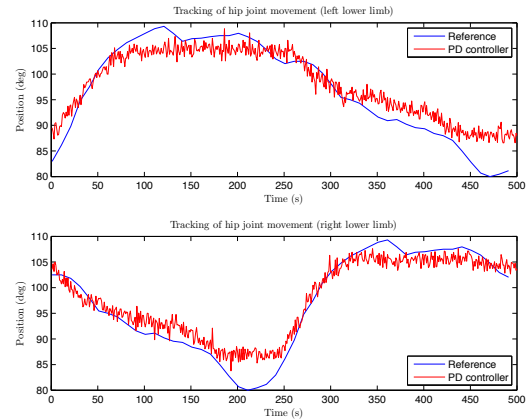 Tracking of hip joint movement (left lower limb)
110
105
100
95
90
85
80
Position (deg)
Reference
PD controller
0 50 100 150 200 250 300 350 400 450 500
Time (s)
Tracking of hip joint movement (right lower limb)
110
105
100
95
90
85
80
Position (deg)
Reference
PD controller
0 50 100 150 200 250 300 350 400 450 500
Time (s)